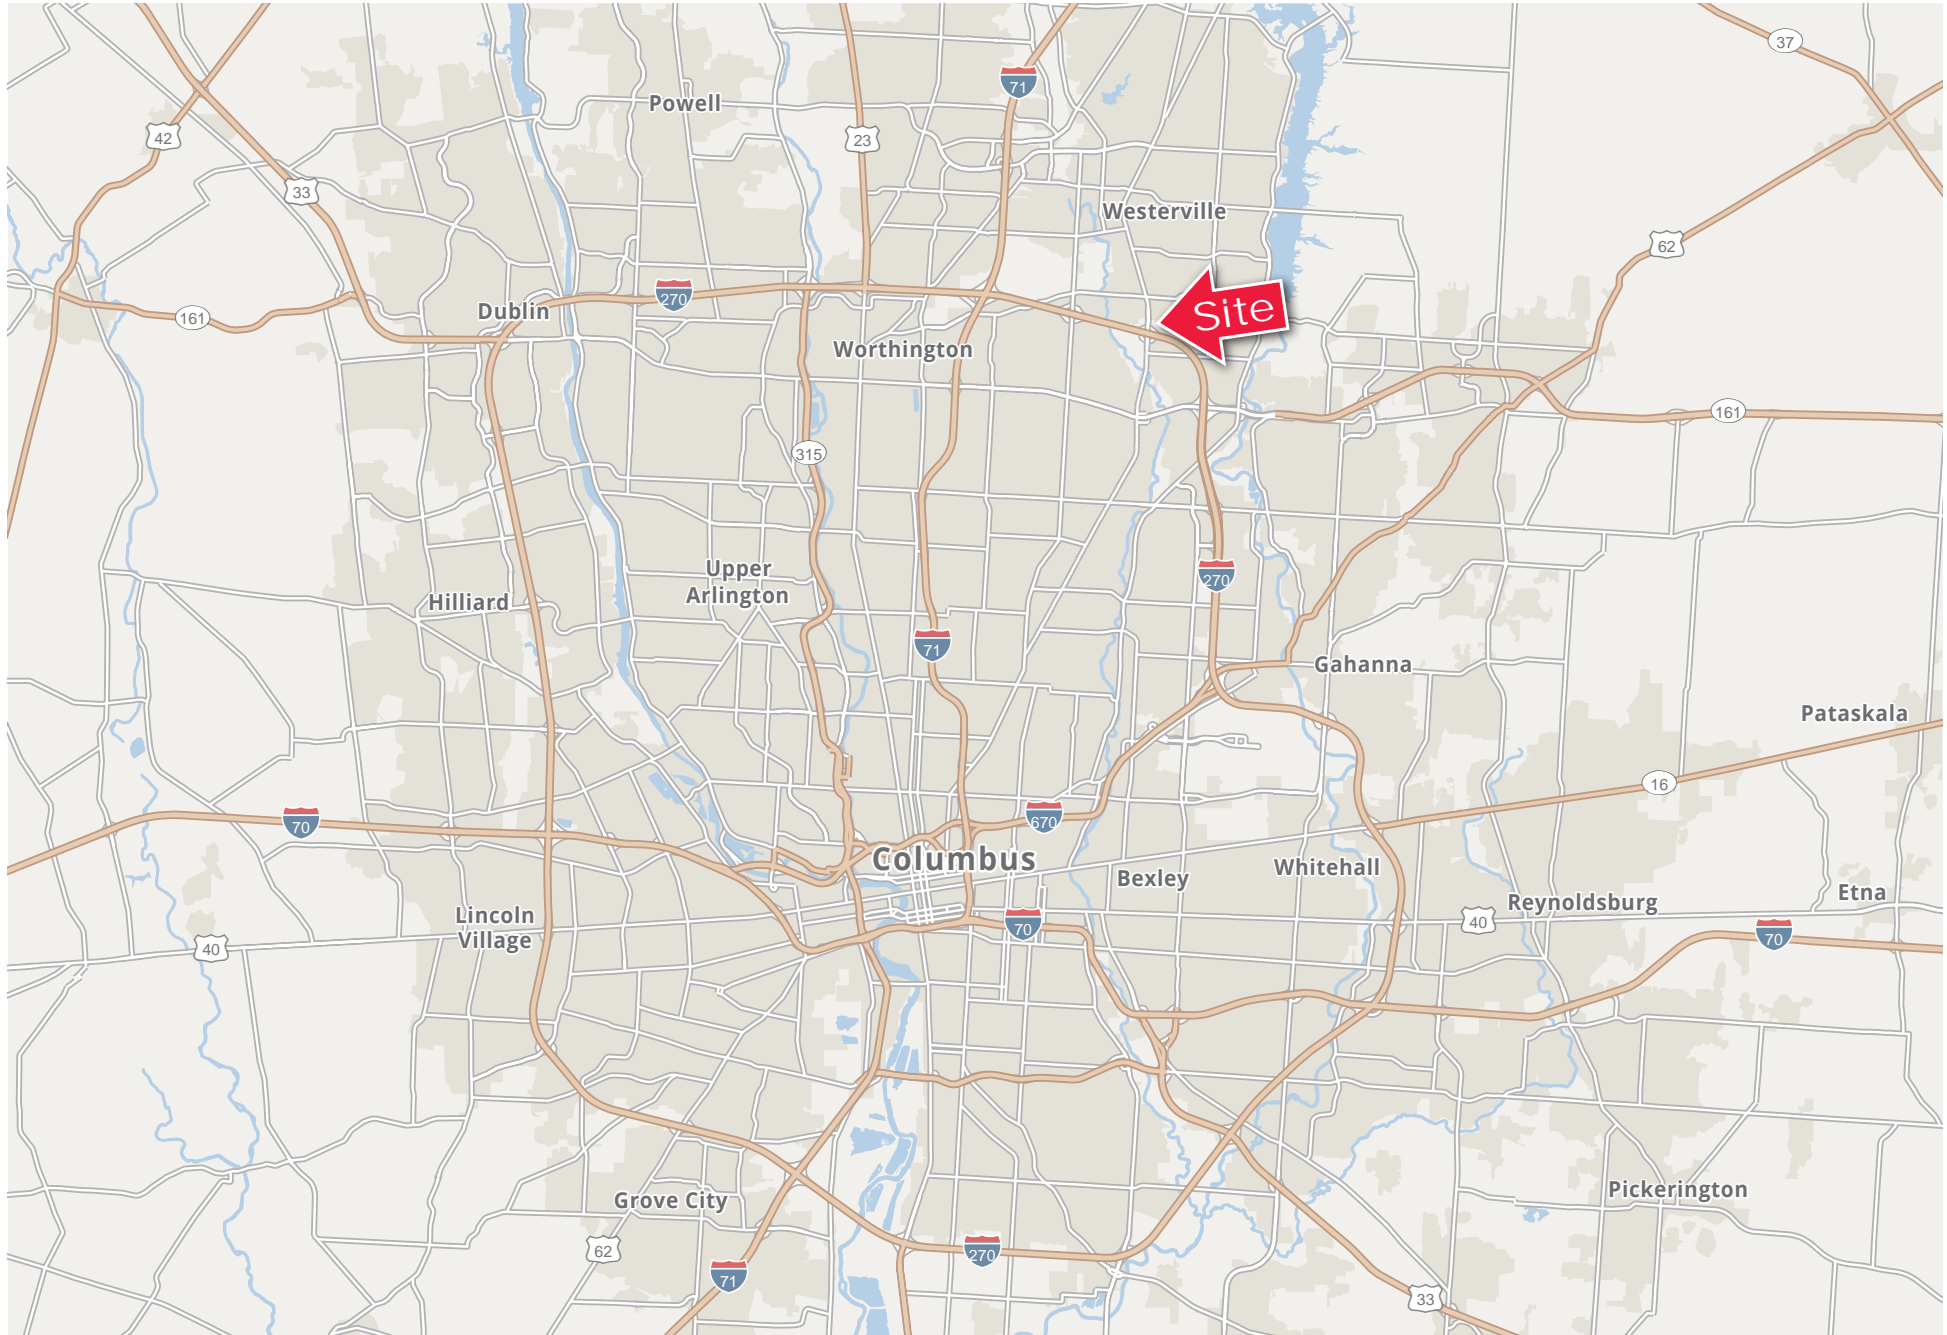 37
71
Powell
42
23
33
Westerville
62
270
Site
161
Dublin
Worthington
161
315
Upper
Arlington
270
Hilliard
71
Gahanna
Pataskala
16
70
670
Columbus
Bexley
Whitehall
Etna
Reynoldsburg
Lincoln
Village
40
70
40
70
Pickerington
Grove City
62
270
71
33